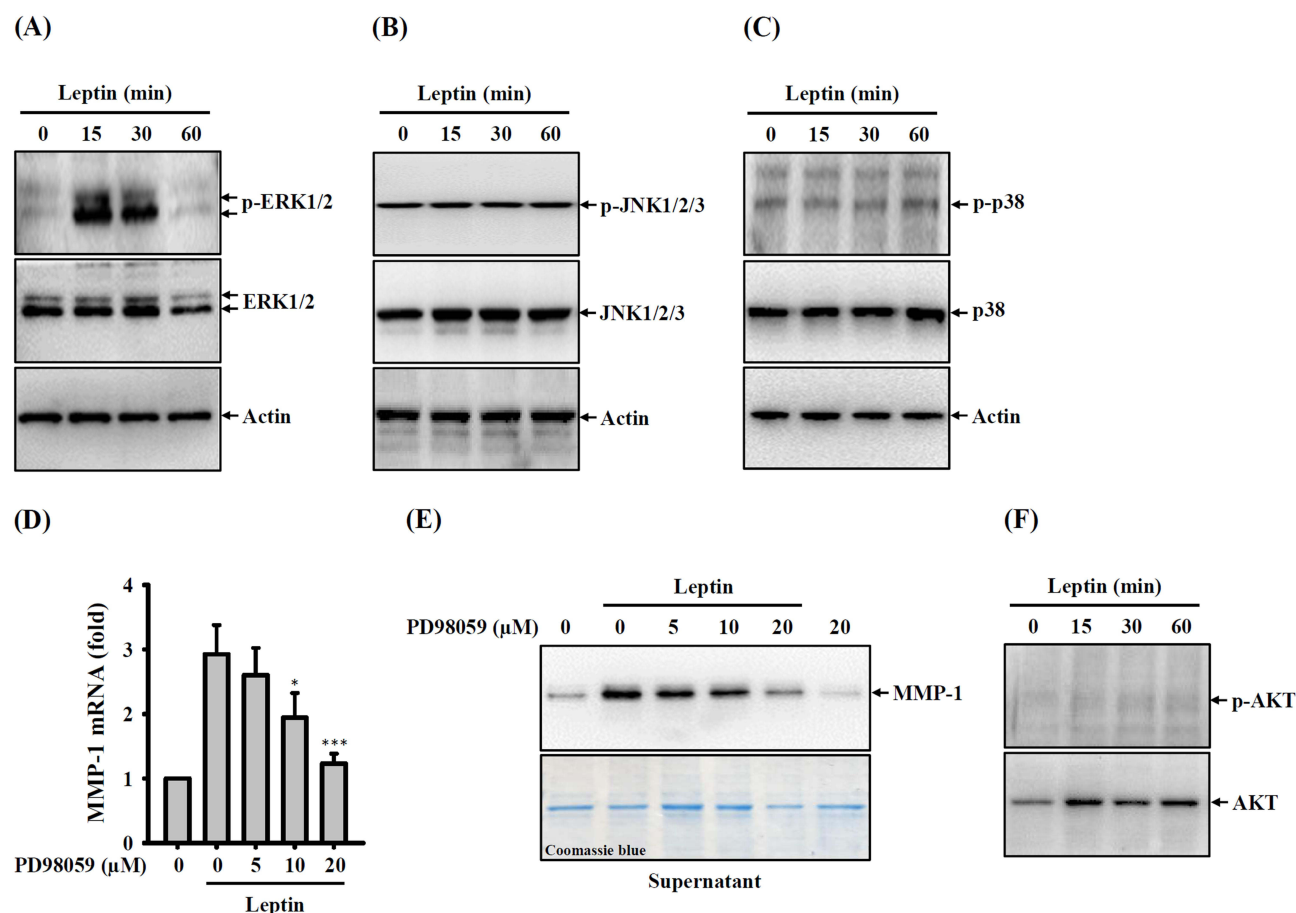 (A)
(B)
(C)
Leptin (min)
Leptin (min)
Leptin (min)
0 15 30 60
0 15 30 60
0 15 30 60
p-ERK1/2
p-JNK1/2/3
p-p38
ERK1/2
JNK1/2/3
p38
Actin
Actin
Actin
(D)
(E)
(F)
MMP-1 mRNA (fold)
4
3
2
1
0
*
***
PD98059 (μM) 0 0 5 10 20
Leptin
Leptin
PD98059 (μM) 0 0 5 10 20 20
MMP-1
Coomassie blue
Supernatant
Leptin (min)
0 15 30 60
p-AKT
AKT